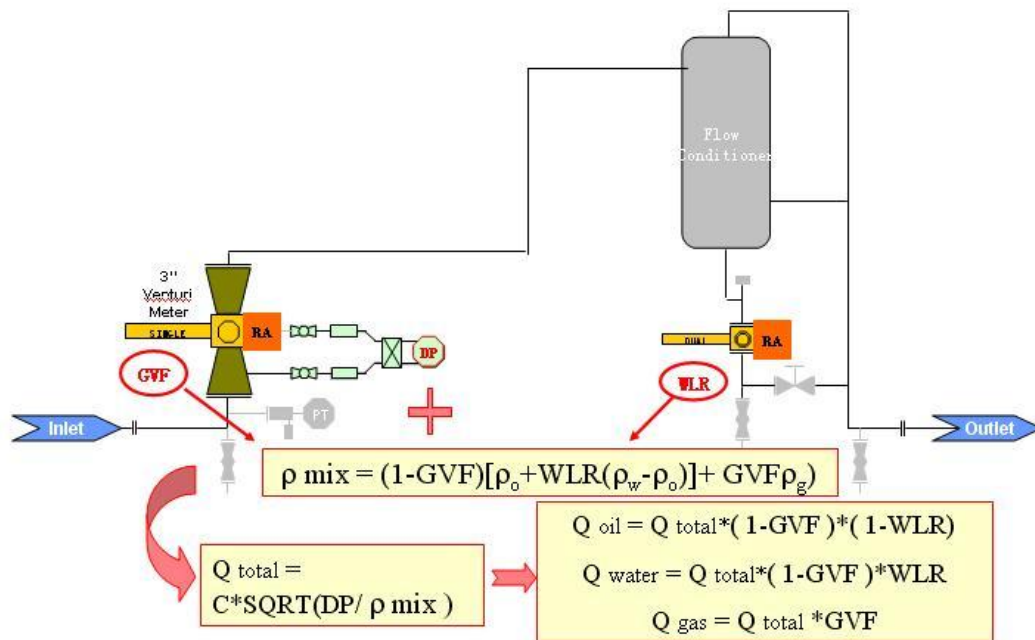 Flow
Conditioner
3"
Venturi
Meter
SINGLE
RA
DP
GVF
PT
DUAL
RA
WLR
Inlet
Outlet
ρ mix = (1-GVF)[ρo+WLR(ρw-ρo)]+ GVFρg)
Q total =
C*SQRT(DP/ ρ mix )
Q oil = Q total*( 1-GVF )*( 1-WLR)
Q water = Q total*( 1-GVF )*WLR
Q gas = Q total *GVF